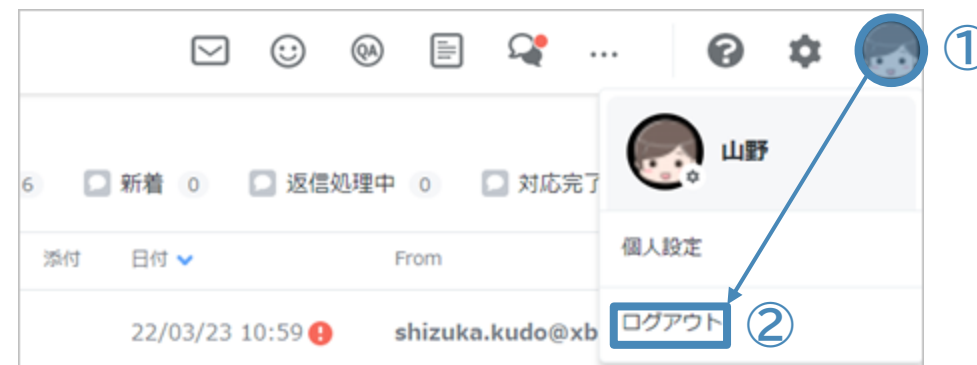 QA
①
山野
6 新着 0 返信処理中 0 対応完了
添付 日付 From
個人設定
22/03/23 10:59 shizuka.kudo@xb
ログアウト ②